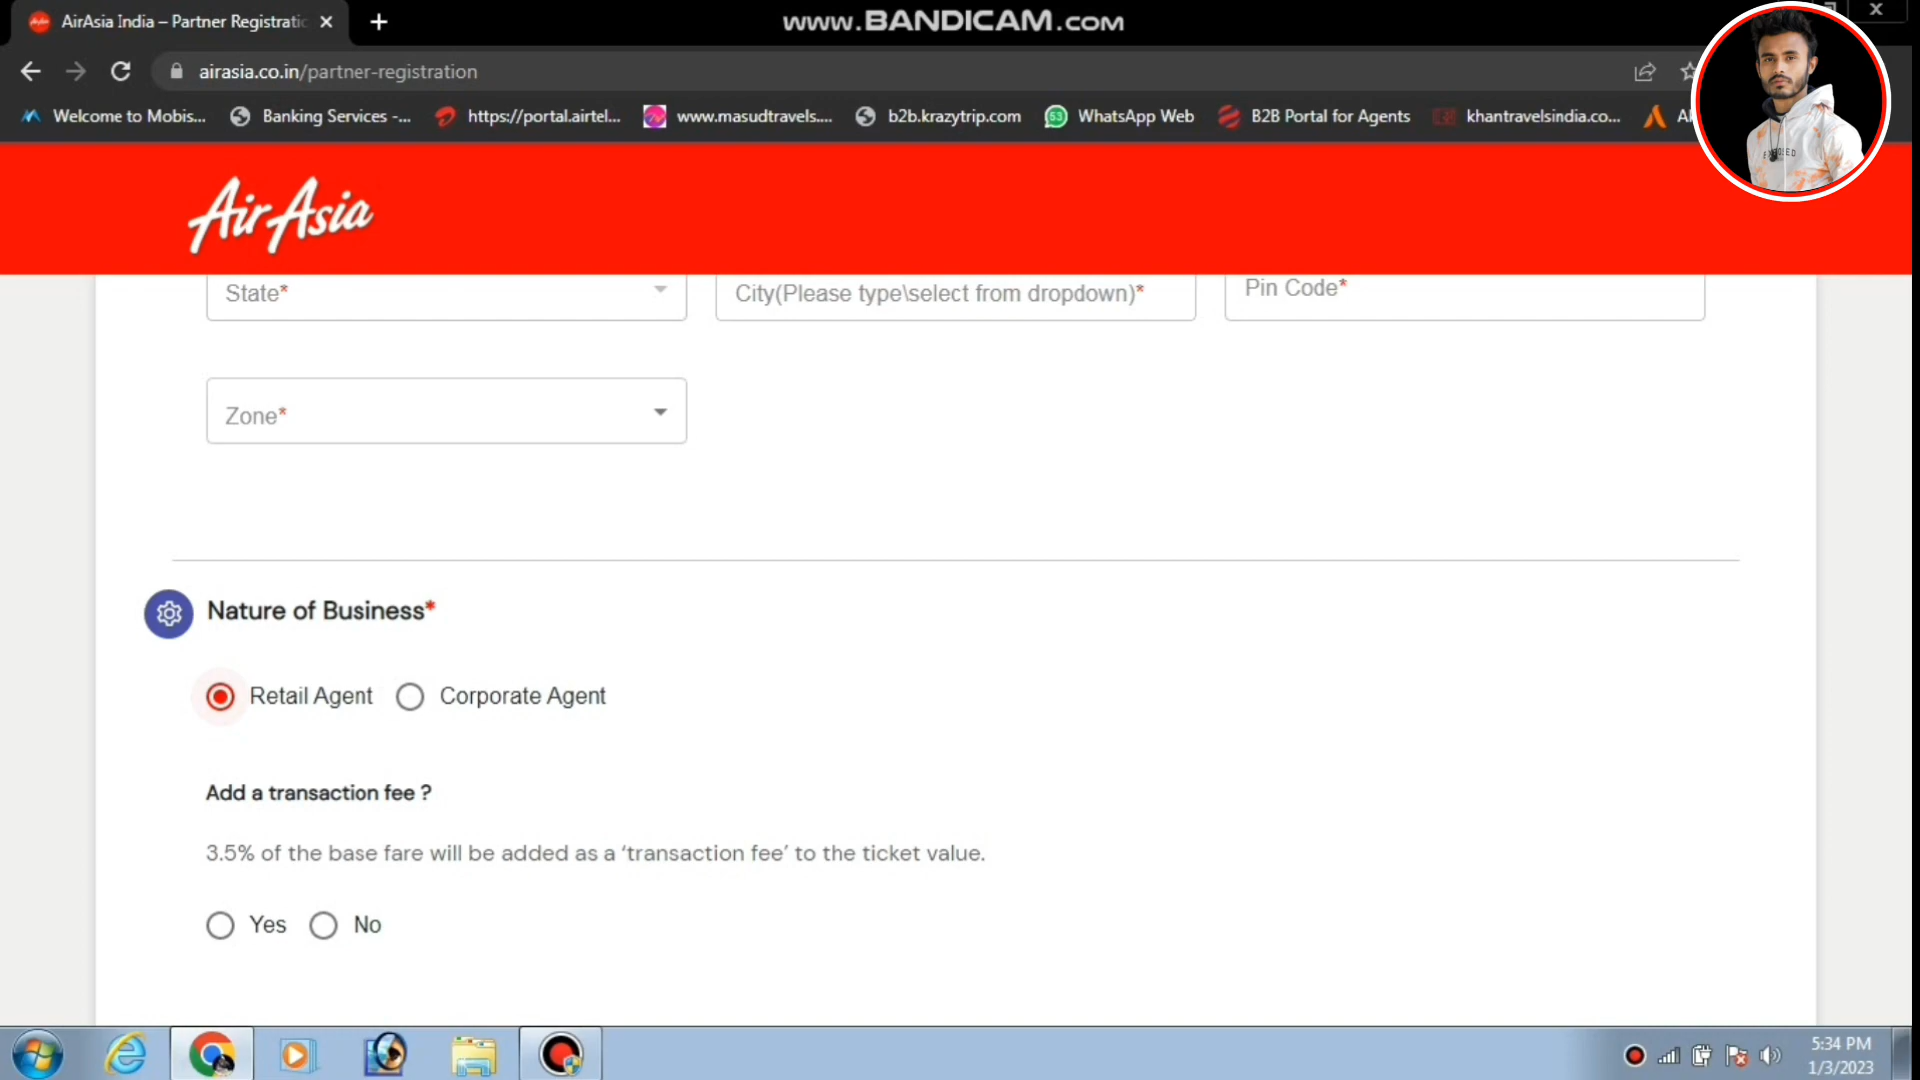 AirAsia India – Partner Registratic
www.BANDICAM.com
airasia.co.in/partner-registration
Welcome to Mobis...
Banking Services -...
https://portal.airtel...
www.masudtravels....
b2b.krazytrip.com
53
WhatsApp Web
B2B Portal for Agents
khantravelsindia.co...
AirAsia
State*
City(Please type\select from dropdown)*
Pin Code*
Zone*
Nature of Business*
Retail Agent
Corporate Agent
Add a transaction fee ?
3.5% of the base fare will be added as a ‘transaction fee’ to the ticket value.
Yes
No
5:34 PM
1/3/2023